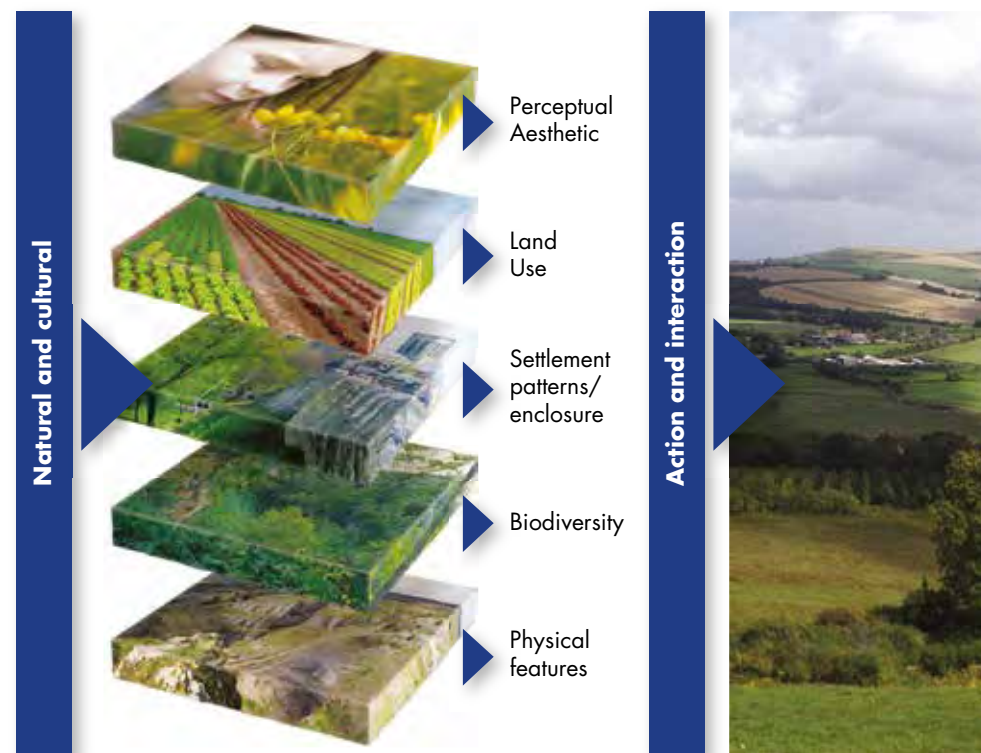 Natural and cultural
Perceptual
Aesthetic
Land
Use
Settlement
patterns/
enclosure
Biodiversity
Physical
features
Action and interaction